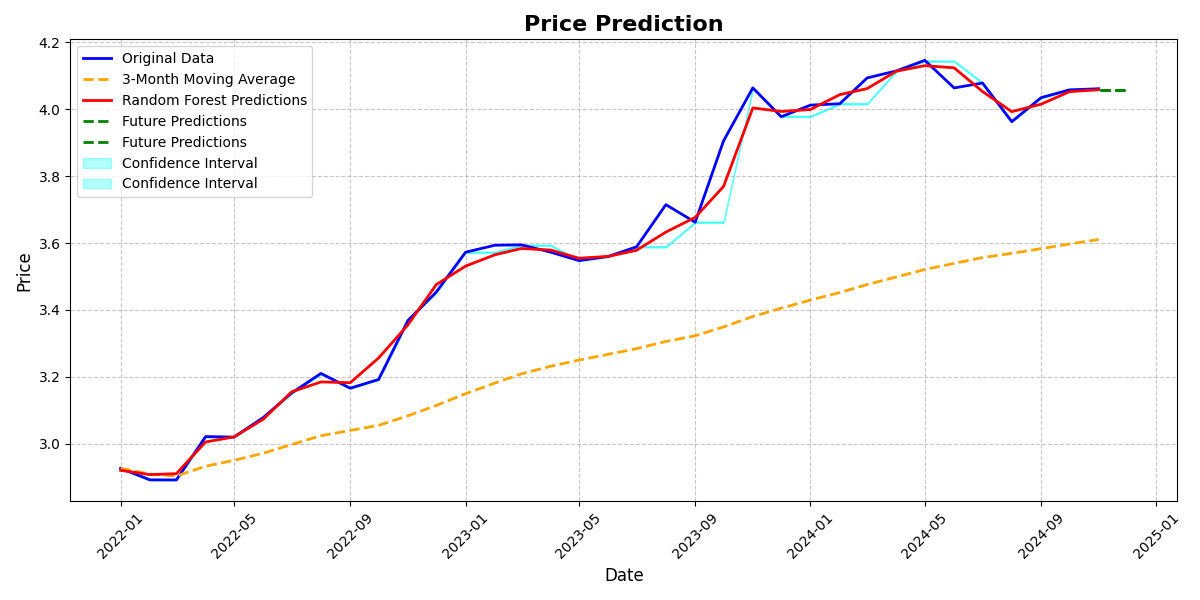 Price Prediction
Original Data
3-Month Moving Average
Random Forest Predictions
Future Predictions
Future Predictions
Confidence Interval
Confidence Interval
Price
4.2
4.0
3.8
3.6
3.4
3.2
3.0
2022-01
2022-05
2022-09
2023-01
2023-05
2023-09
2024-01
2024-05
2024-09
2025-01
Date